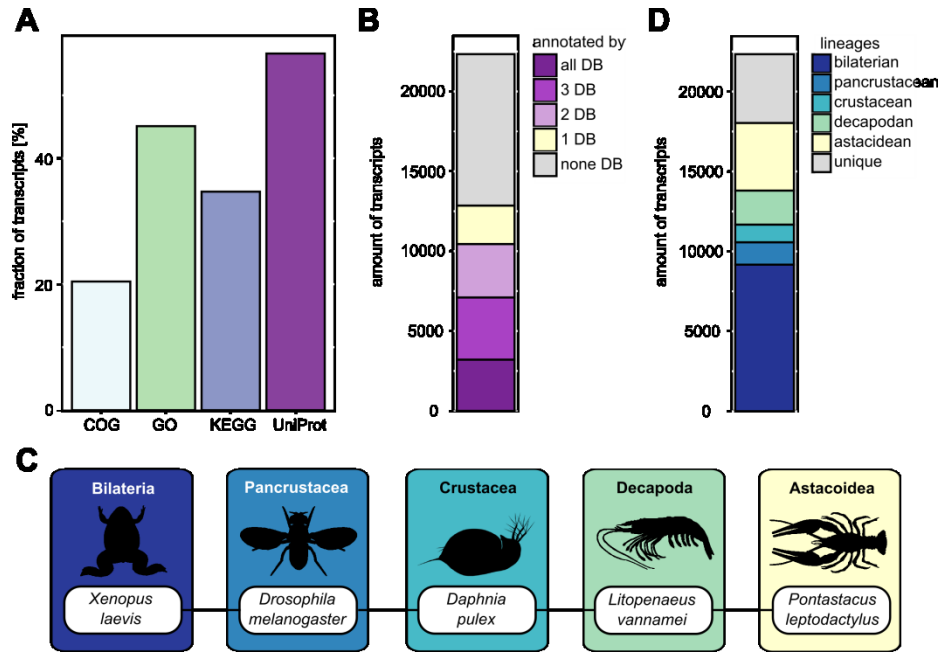 A
fraction of transcripts [%]
40
20
0
COG GO KEGG UniProt
B
amount of transcripts
20000
15000
10000
5000
0
annotated by
all DB
3 DB
2 DB
1 DB
none DB
D
amount of transcripts
20000
15000
10000
5000
0
lineages
bilaterian
pancrustacean
crustacean
decapodan
astacidean
unique
C
Bilateria
Xenopus
laevis
Pancrustacea
Drosophila
melanogaster
Crustacea
Daphnia
pulex
Decapoda
Litopenaeus
vannamei
Astacoidea
Pontastacus
leptodactylus